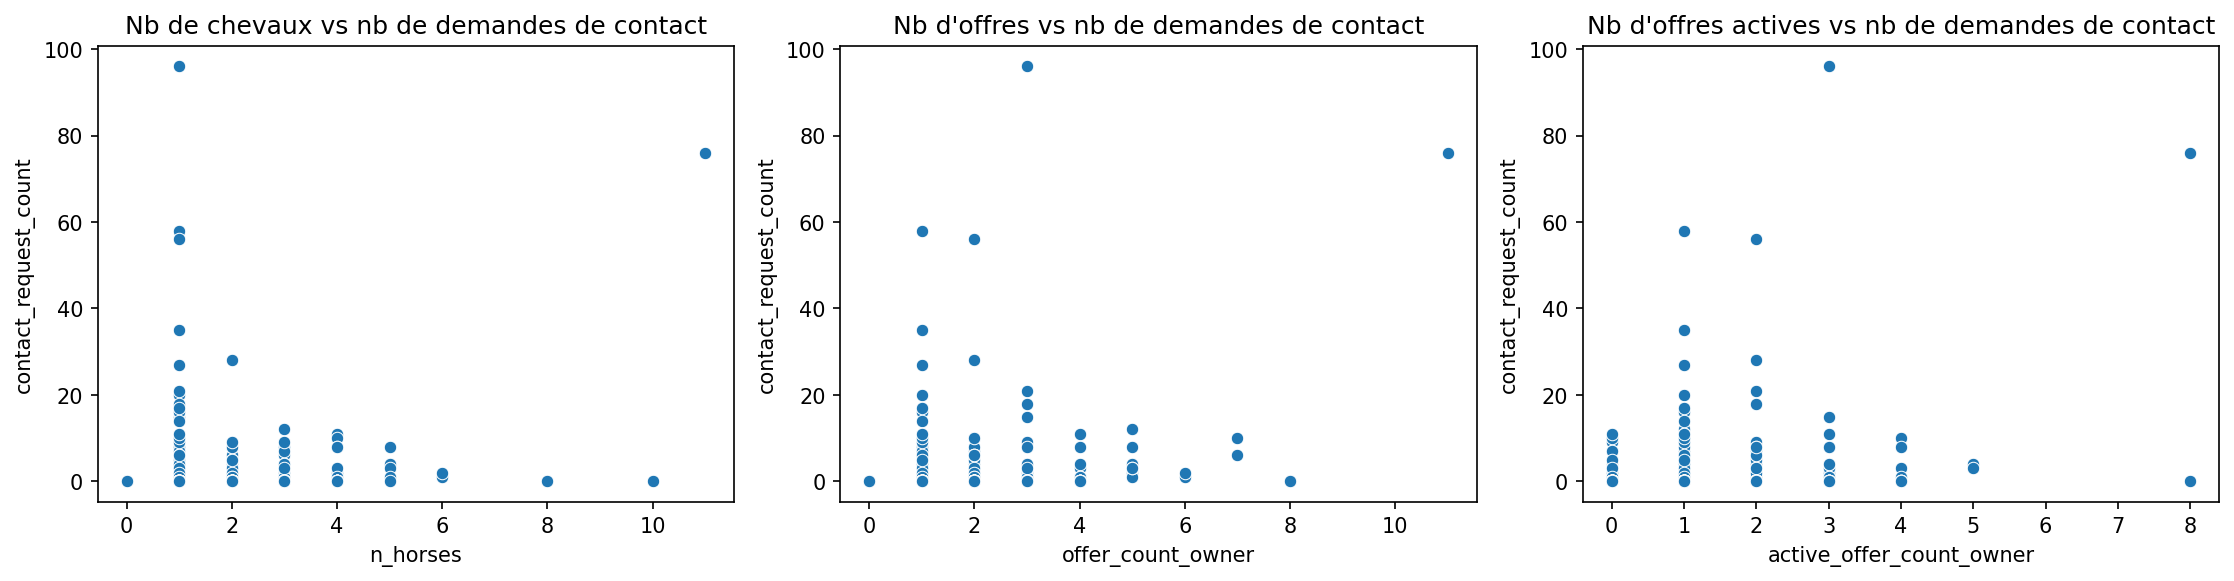 Nb de chevaux vs nb de demandes de contact
100
80
60
40
20
0
contact_request_count
0 2 4 6 8 10
n_horses
Nb d'offres vs nb de demandes de contact
100
80
60
40
20
0
contact_request_count
0 2 4 6 8 10
offer_count_owner
Nb d'offres actives vs nb de demandes de contact
100
80
60
40
20
0
contact_request_count
0 1 2 3 4 5 6 7 8
active_offer_count_owner